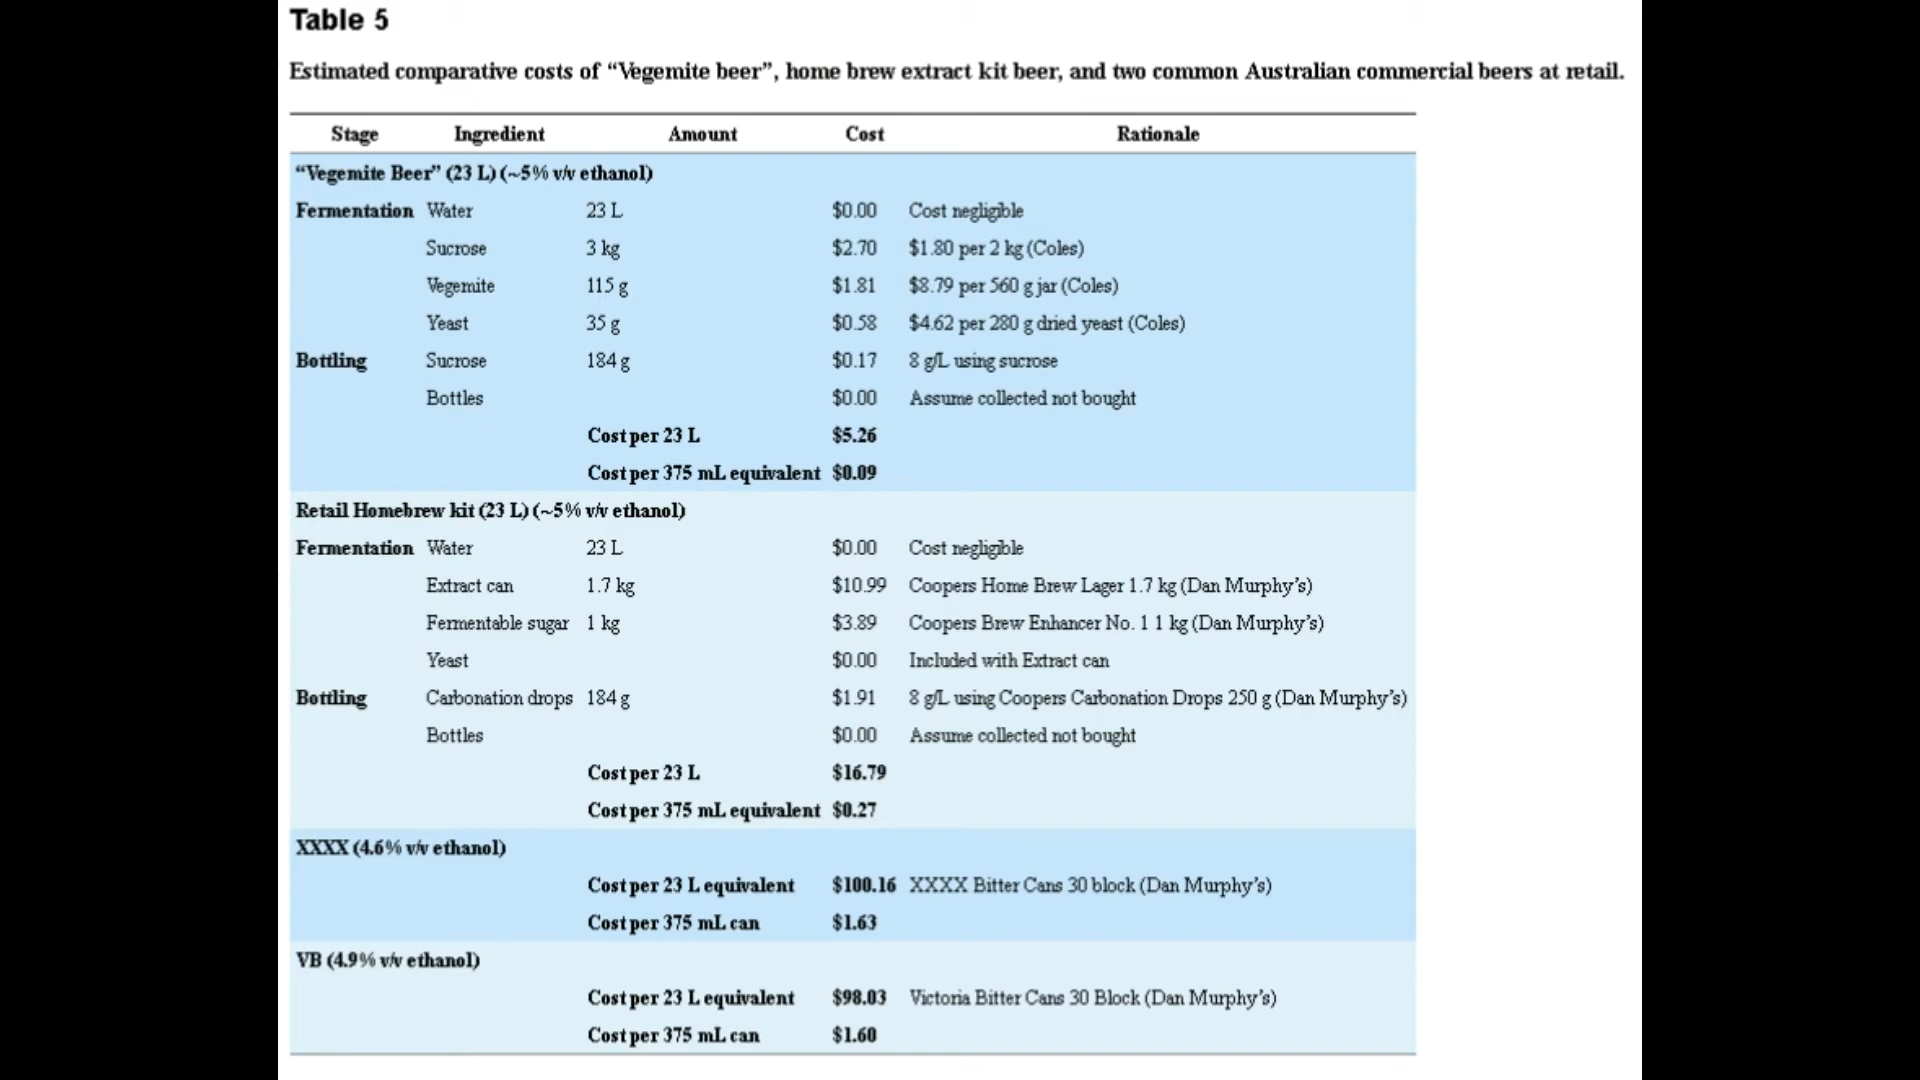 Table 5
Estimated comparative costs of “Vegemite beer”, home brew extract kit beer, and two common Australian commercial beers at retail.
Stage Ingredient Amount Cost Rationale
“Vegemite Beer” (23 L) (~5% v/v ethanol)
Fermentation Water 23 L $0.00 Cost negligible
Sucrose 3 kg $2.70 $1.80 per 2 kg (Coles)
Vegemite 115 g $1.81 $8.79 per 560 g jar (Coles)
Yeast 35 g $0.58 $4.62 per 280 g dried yeast (Coles)
Bottling Sucrose 184 g $0.17 8 g/L using sucrose
Bottles $0.00 Assume collected not bought
Cost per 23 L $5.26
Cost per 375 mL equivalent $0.09
Retail Homebrew kit (23 L) (~5% v/v ethanol)
Fermentation Water 23 L $0.00 Cost negligible
Extract can 1.7 kg $10.99 Coopers Home Brew Lager 1.7 kg (Dan Murphy’s)
Fermentable sugar 1 kg $3.89 Coopers Brew Enhancer No. 1 1 kg (Dan Murphy’s)
Yeast $0.00 Included with Extract can
Bottling Carbonation drops 184 g $1.91 8 g/L using Coopers Carbonation Drops 250 g (Dan Murphy’s)
Bottles $0.00 Assume collected not bought
Cost per 23 L $16.79
Cost per 375 mL equivalent $0.27
XXXX (4.6% v/v ethanol)
Cost per 23 L equivalent $100.16 XXXX Bitter Cans 30 block (Dan Murphy’s)
Cost per 375 mL can $1.63
VB (4.9% v/v ethanol)
Cost per 23 L equivalent $98.03 Victoria Bitter Cans 30 Block (Dan Murphy’s)
Cost per 375 mL can $1.60